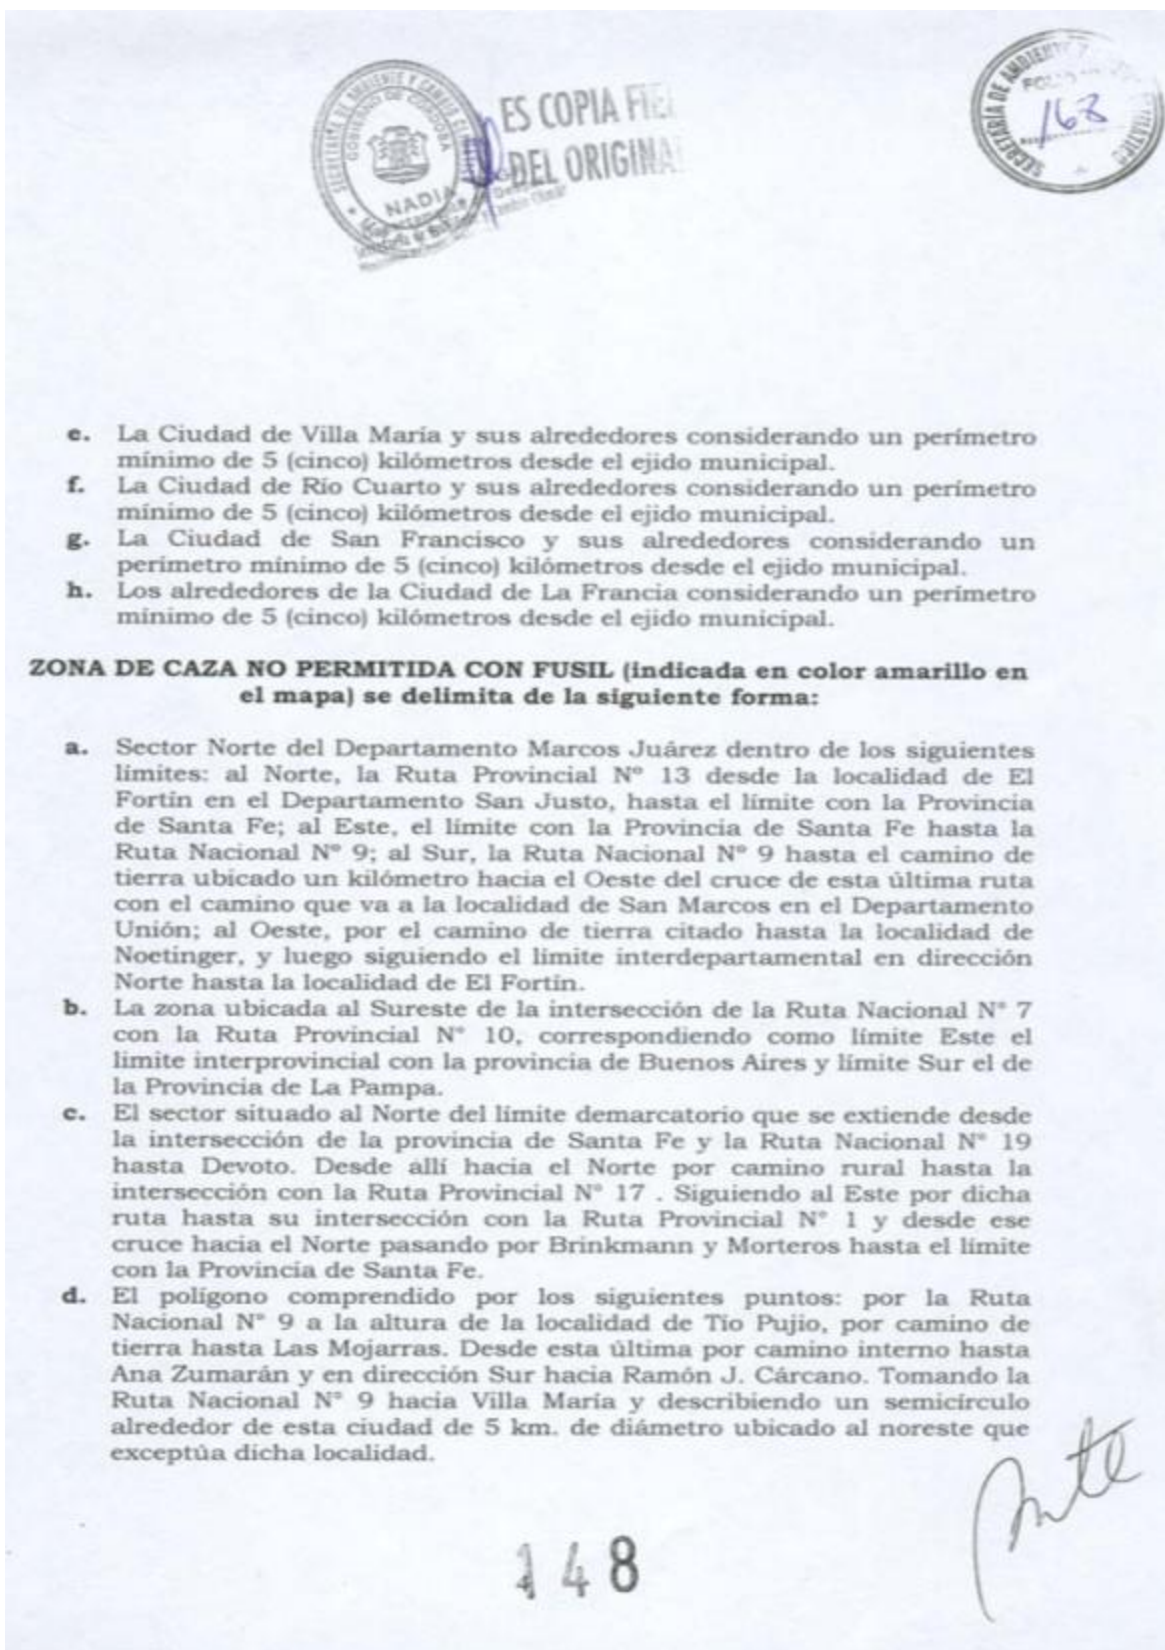 SECRETARÍA DE AMBIENTE Y CAMBIO
GOBIERNO DE CÓRDOBA
NADIA
ES COPIA FIEL
DEL ORIGINAL
SECRETARÍA DE AMBIENTE Y
FOLIO
168
e. La Ciudad de Villa María y sus alrededores considerando un perímetro
mínimo de 5 (cinco) kilómetros desde el ejido municipal.
f. La Ciudad de Río Cuarto y sus alrededores considerando un perímetro
mínimo de 5 (cinco) kilómetros desde el ejido municipal.
g. La Ciudad de San Francisco y sus alrededores considerando un
perímetro mínimo de 5 (cinco) kilómetros desde el ejido municipal.
h. Los alrededores de la Ciudad de La Francia considerando un perímetro
mínimo de 5 (cinco) kilómetros desde el ejido municipal.
ZONA DE CAZA NO PERMITIDA CON FUSIL (indicada en color amarillo en
el mapa) se delimita de la siguiente forma:
a. Sector Norte del Departamento Marcos Juárez dentro de los siguientes
límites: al Norte, la Ruta Provincial N° 13 desde la localidad de El
Fortín en el Departamento San Justo, hasta el límite con la Provincia
de Santa Fe; al Este, el límite con la Provincia de Santa Fe hasta la
Ruta Nacional N° 9; al Sur, la Ruta Nacional N° 9 hasta el camino de
tierra ubicado un kilómetro hacia el Oeste del cruce de esta última ruta
con el camino que va a la localidad de San Marcos en el Departamento
Unión; al Oeste, por el camino de tierra citado hasta la localidad de
Noetinger, y luego siguiendo el límite interdepartamental en dirección
Norte hasta la localidad de El Fortín.
b. La zona ubicada al Sureste de la intersección de la Ruta Nacional N° 7
con la Ruta Provincial N° 10, correspondiendo como límite Este el
límite interprovincial con la provincia de Buenos Aires y límite Sur el de
la Provincia de La Pampa.
c. El sector situado al Norte del límite demarcatorio que se extiende desde
la intersección de la provincia de Santa Fe y la Ruta Nacional N° 19
hasta Devoto. Desde allí hacia el Norte por camino rural hasta la
intersección con la Ruta Provincial N° 17 . Siguiendo al Este por dicha
ruta hasta su intersección con la Ruta Provincial N° 1 y desde ese
cruce hacia el Norte pasando por Brinkmann y Morteros hasta el límite
con la Provincia de Santa Fe.
d. El polígono comprendido por los siguientes puntos: por la Ruta
Nacional N° 9 a la altura de la localidad de Tío Pujio, por camino de
tierra hasta Las Mojarras. Desde esta última por camino interno hasta
Ana Zumarán y en dirección Sur hacia Ramón J. Cárcano. Tomando la
Ruta Nacional N° 9 hacia Villa María y describiendo un semicírculo
alrededor de esta ciudad de 5 km. de diámetro ubicado al noreste que
exceptúa dicha localidad.
148